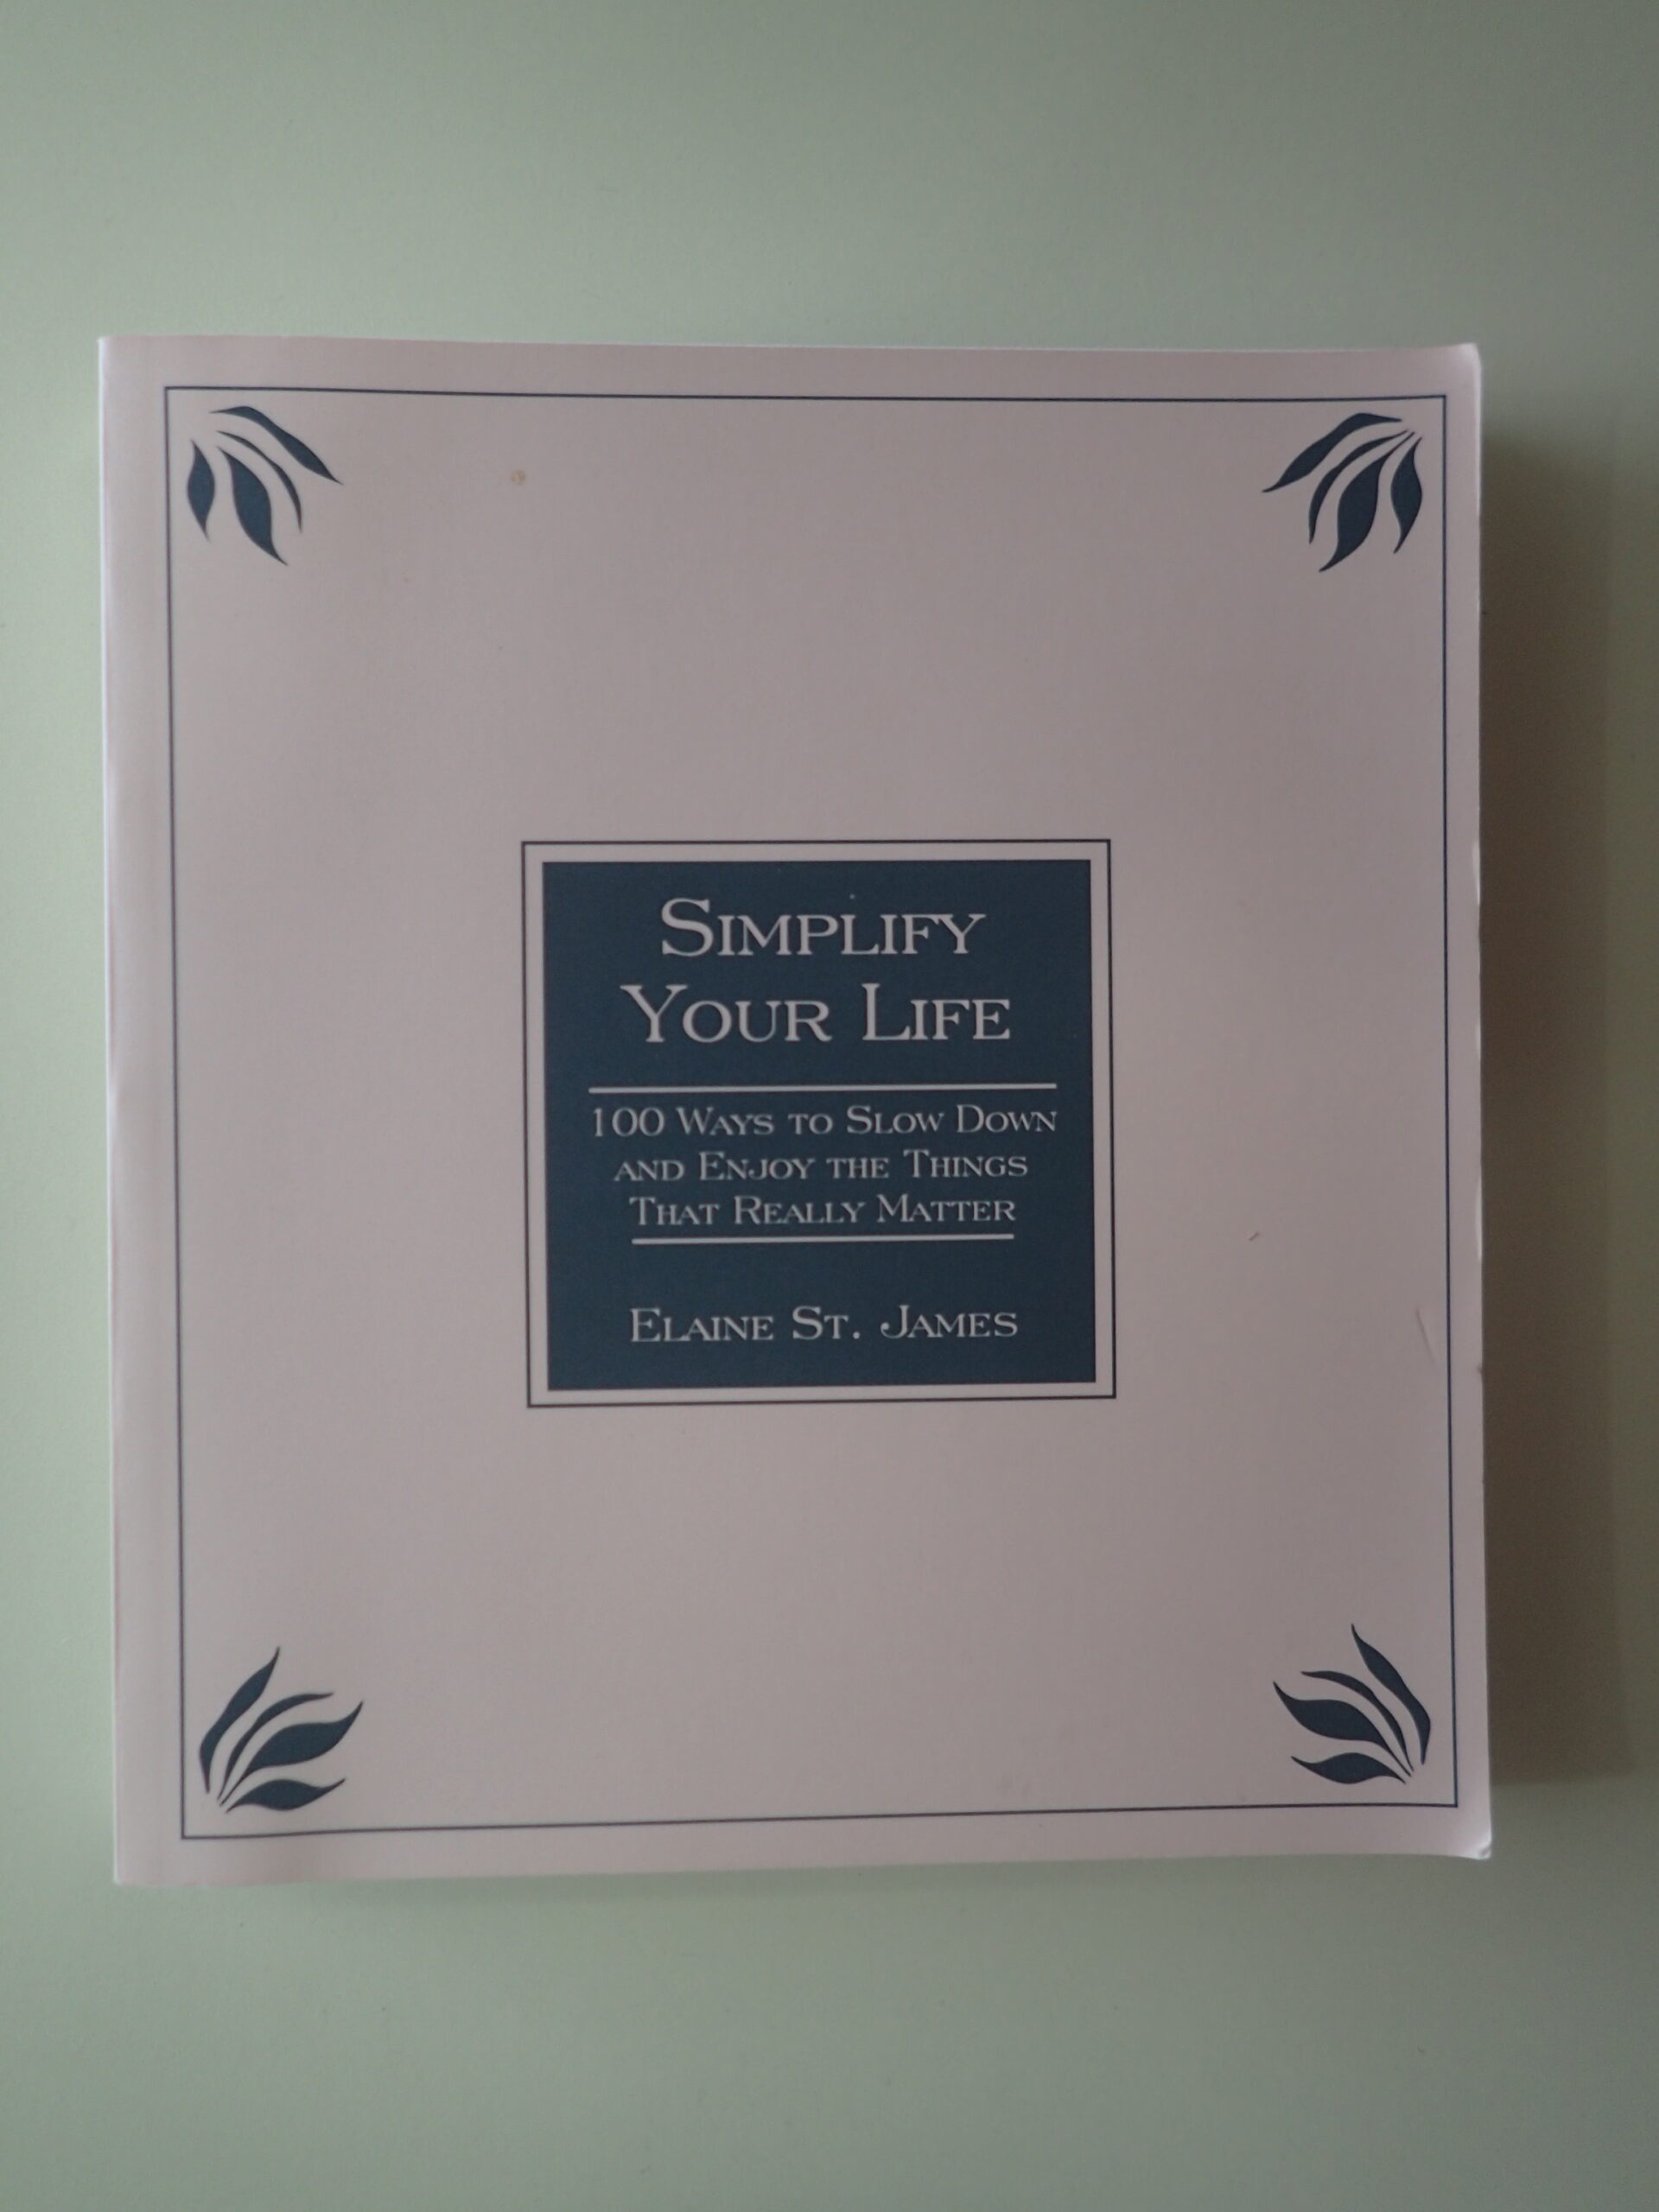 Simplify
Your Life
100 Ways to Slow Down
and Enjoy the Things
That Really Matter
Elaine St. James